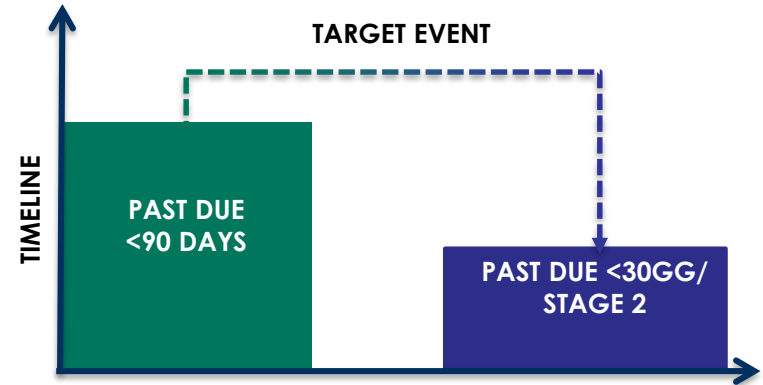 TARGET EVENT
TIMELINE
PAST DUE
<90 DAYS
PAST DUE <30GG/
STAGE 2